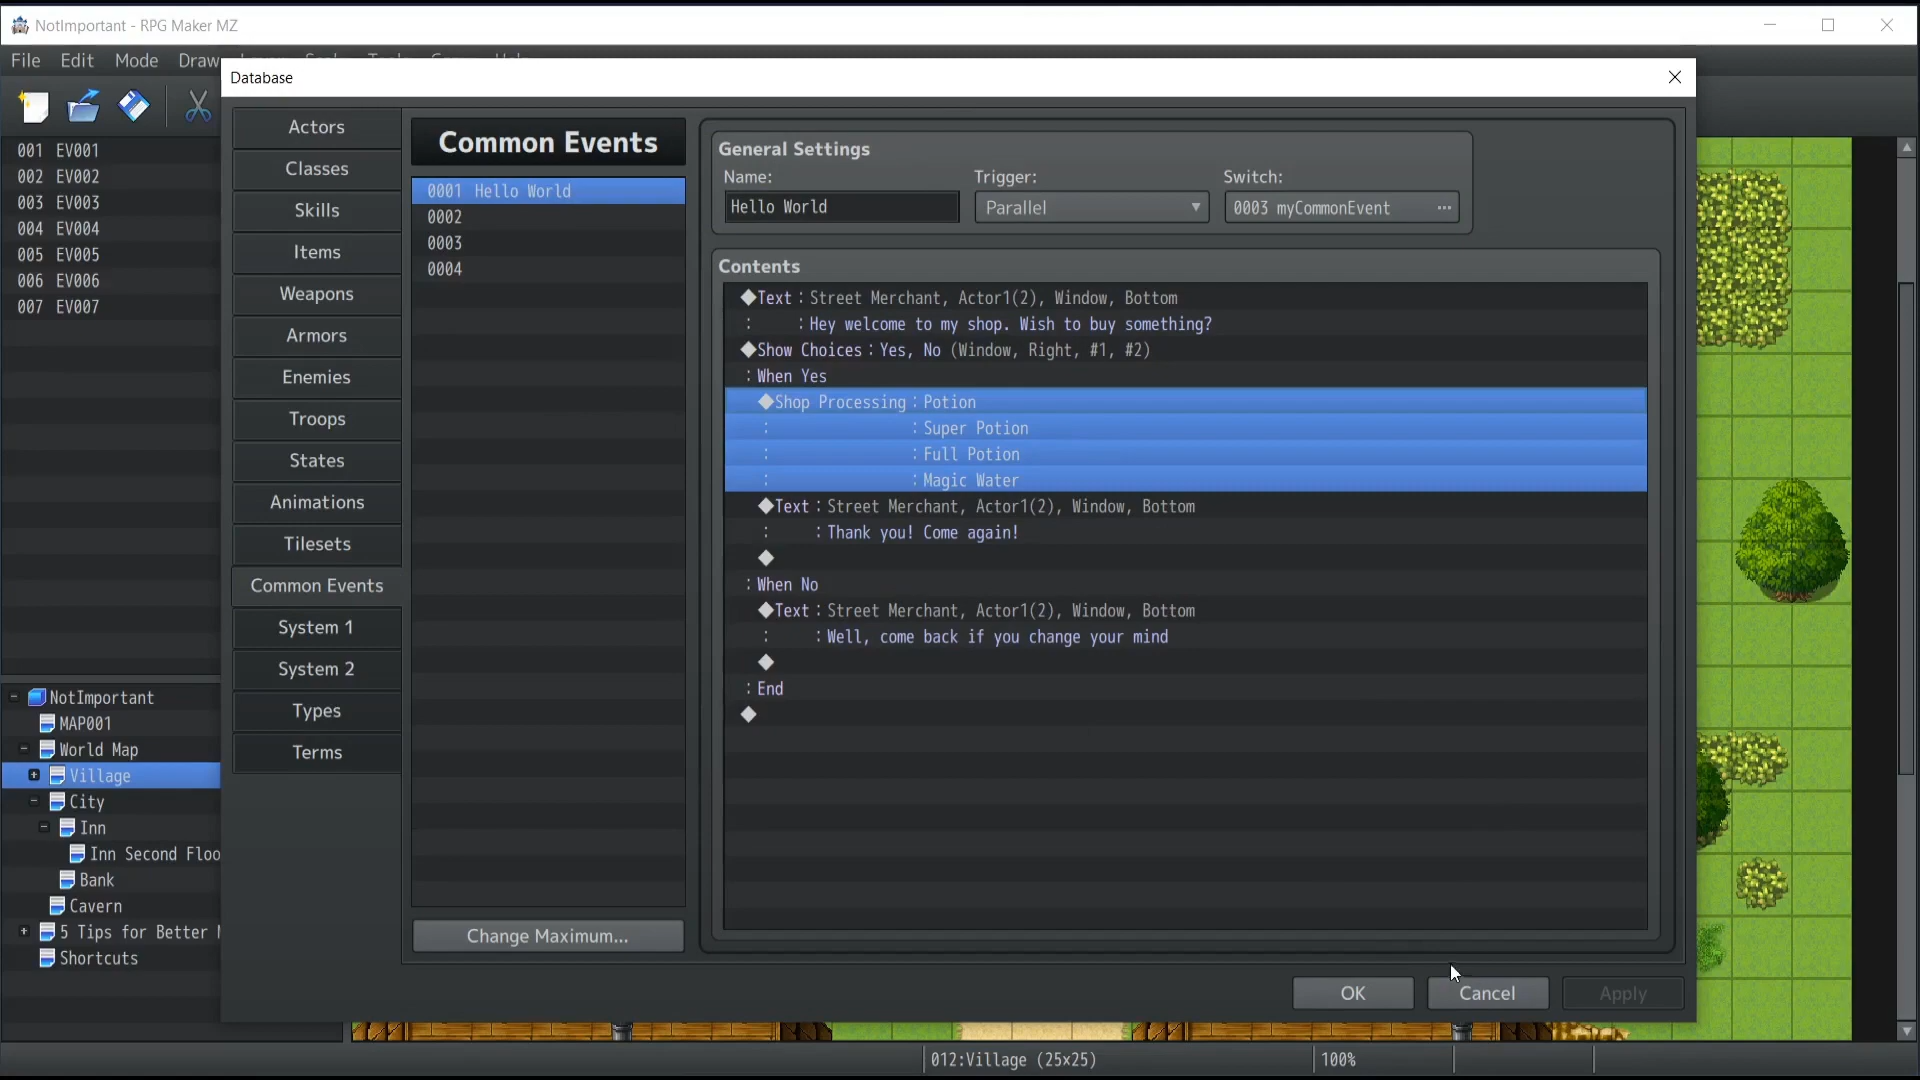 NotImportant - RPG Maker MZ
File Edit Mode Draw
Database
001 EV001
002 EV002
003 EV003
004 EV004
005 EV005
006 EV006
007 EV007
NotImportant
MAP001
World Map
Village
City
Inn
Inn Second Floo
Bank
Cavern
5 Tips for Better
Shortcuts
Actors
Classes
Skills
Items
Weapons
Armors
Enemies
Troops
States
Animations
Tilesets
Common Events
System 1
System 2
Types
Terms
Common Events
0001 Hello World
0002
0003
0004
Change Maximum...
General Settings
Name: Trigger: Switch:
Hello World Parallel 0003 myCommonEvent ...
Contents
◆Text : Street Merchant, Actor1(2), Window, Bottom
: : Hey welcome to my shop. Wish to buy something?
◆Show Choices : Yes, No (Window, Right, #1, #2)
: When Yes
◆Shop Processing : Potion
: : Super Potion
: : Full Potion
: : Magic Water
◆Text : Street Merchant, Actor1(2), Window, Bottom
: : Thank you! Come again!
◆
: When No
◆Text : Street Merchant, Actor1(2), Window, Bottom
: : Well, come back if you change your mind
◆
: End
◆
OK Cancel Apply
012:Village (25x25) 100%